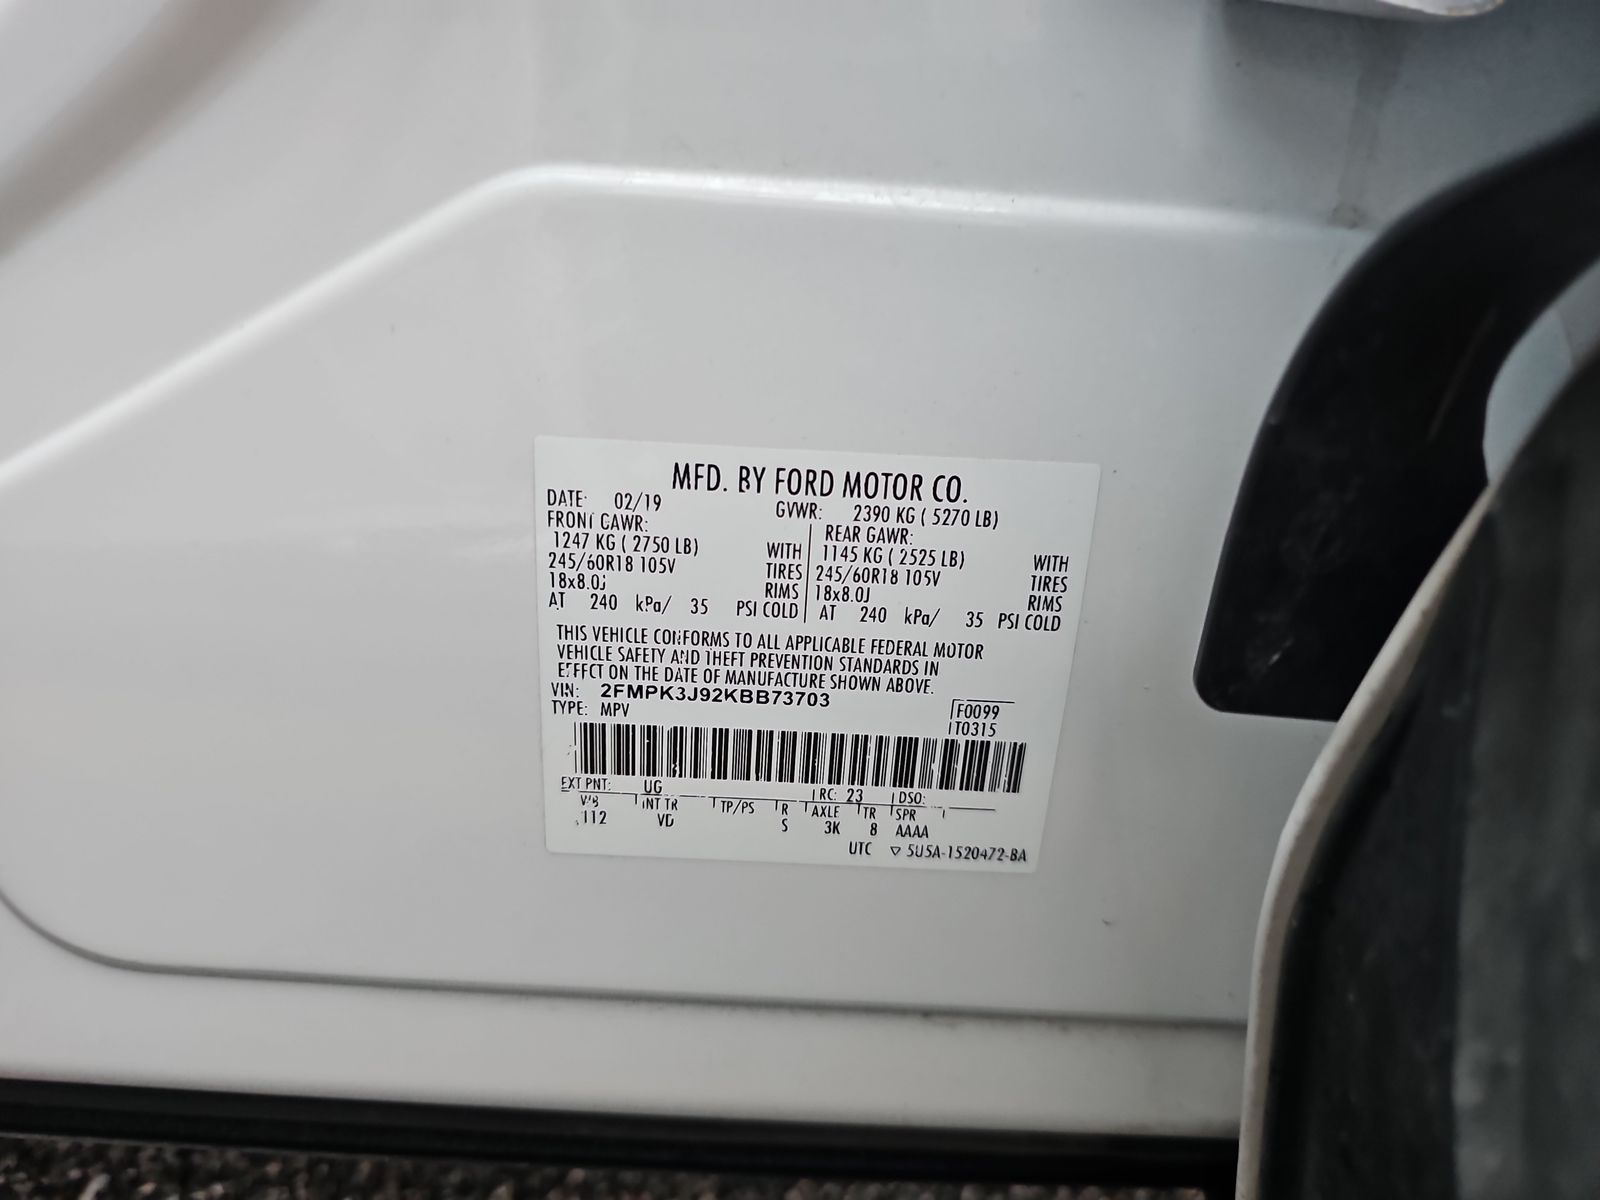 MFD. BY FORD MOTOR CO.
DATE: 02/19 GVWR: 2390 KG ( 5270 LB)
FRONT GAWR: REAR GAWR:
1247 KG ( 2750 LB) WITH 1145 KG ( 2525 LB) WITH
245/60R18 105V TIRES 245/60R18 105V TIRES
18x8.0J RIMS 18x8.0J RIMS
AT 240 kPa/ 35 PSI COLD AT 240 kPa/ 35 PSI COLD
THIS VEHICLE CONFORMS TO ALL APPLICABLE FEDERAL MOTOR
VEHICLE SAFETY AND THEFT PREVENTION STANDARDS IN
EFFECT ON THE DATE OF MANUFACTURE SHOWN ABOVE.
VIN: 2FMPK3J92KBB73703
TYPE: MPV F0099
T0315
EXT PNT: UG RC: 23 DSO:
WB INT TR TP/PS R AXLE TR SPR
112 VD S 3K 8 AAAA
UTC ▽ 5U5A-1520472-BA